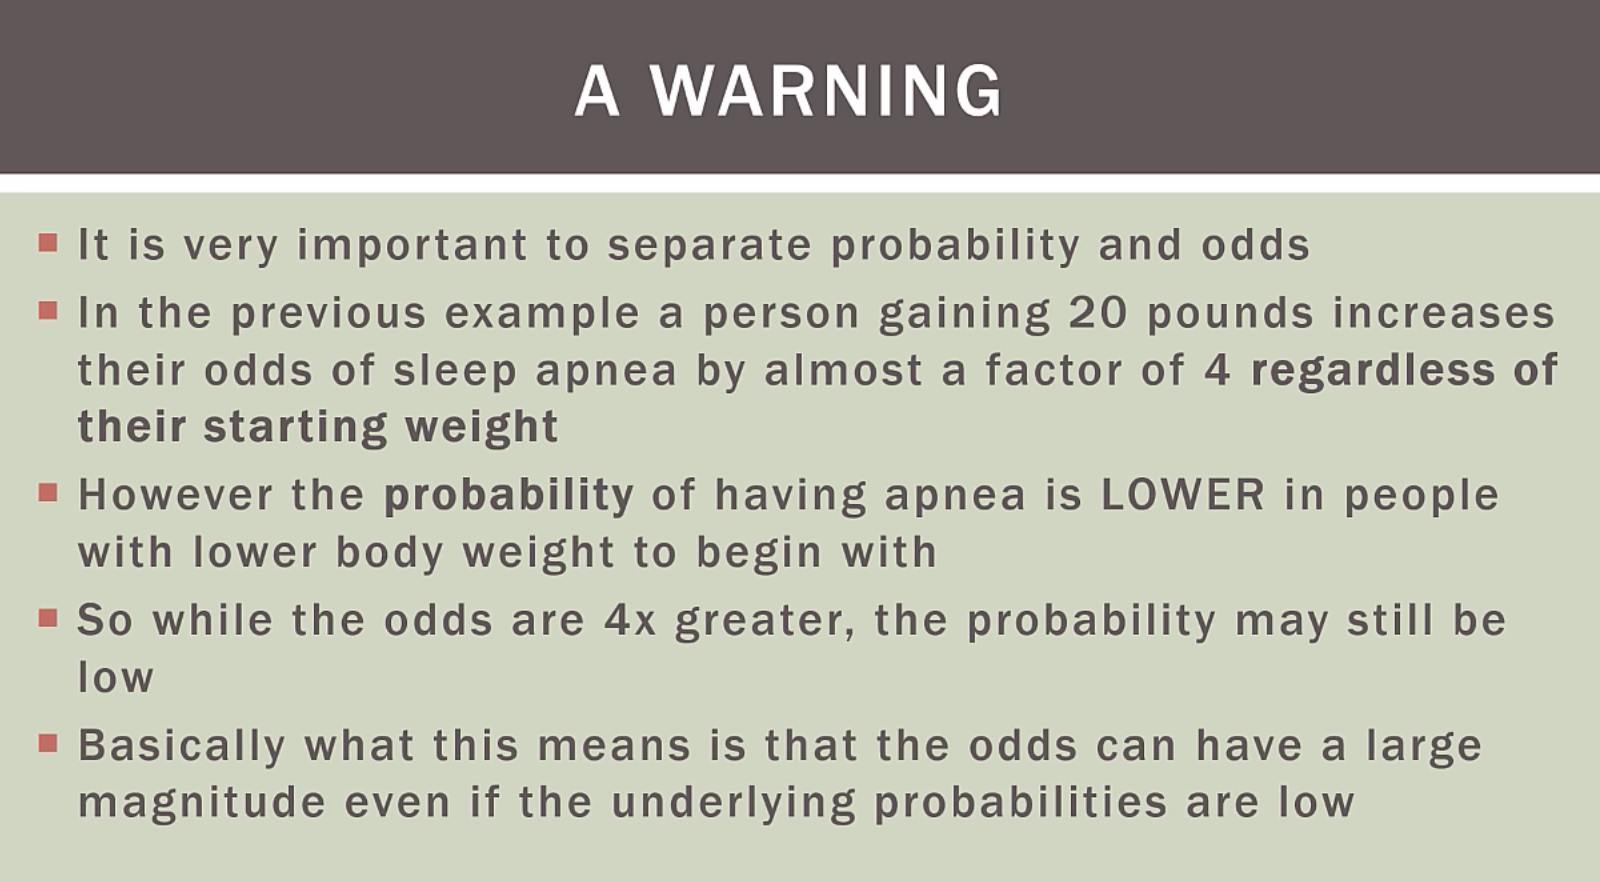 A WARNING
It is very important to separate probability and odds
In the previous example a person gaining 20 pounds increases
their odds of sleep apnea by almost a factor of 4 regardless of
their starting weight
However the probability of having apnea is LOWER in people
with lower body weight to begin with
So while the odds are 4x greater, the probability may still be
low
Basically what this means is that the odds can have a large
magnitude even if the underlying probabilities are low